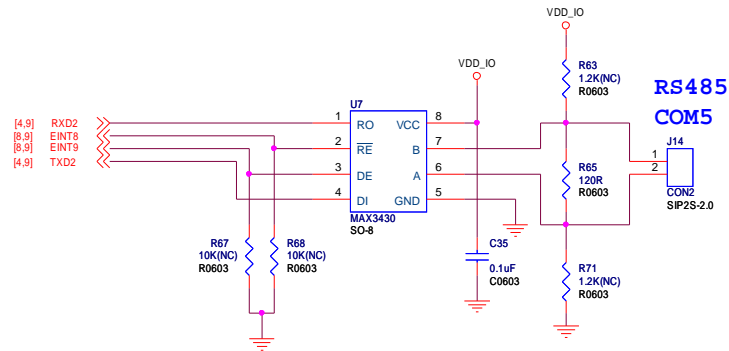 VDD_IO
VDD_IO
R63
1.2K(NC)
R0603
RS485
COM5
U7
[4,9] RXD2
[8,9] EINT8
[8,9] EINT9
[4,9] TXD2
1 RO VCC 8
2 RE B 7
3 DE A 6
4 DI GND 5
MAX3430
SO-8
J14
1
2
CON2
SIP2S-2.0
R65
120R
R0603
R67
10K(NC)
R0603
R68
10K(NC)
R0603
C35
0.1uF
C0603
R71
1.2K(NC)
R0603